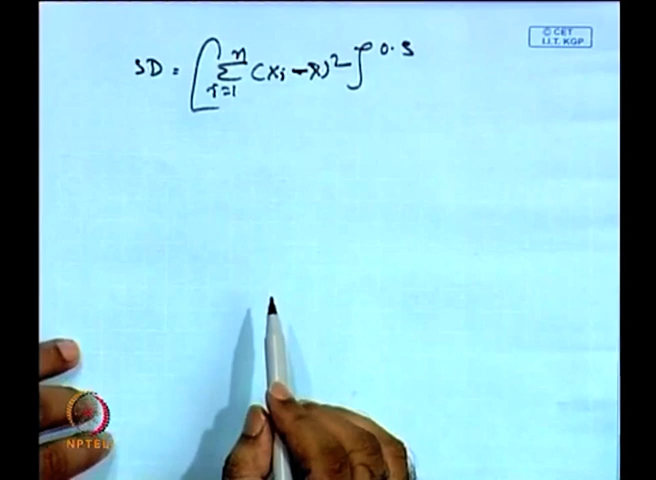 SD = [ n Σ i=1 (xi - x̄)² ] 0.5
© CET
I.I.T. KGP
NPTEL